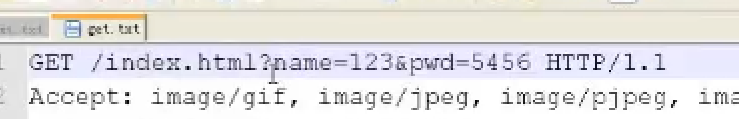 get.txt
GET /index.html?name=123&pwd=5456 HTTP/1.1
Accept: image/gif, image/jpeg, image/pjpeg, ima